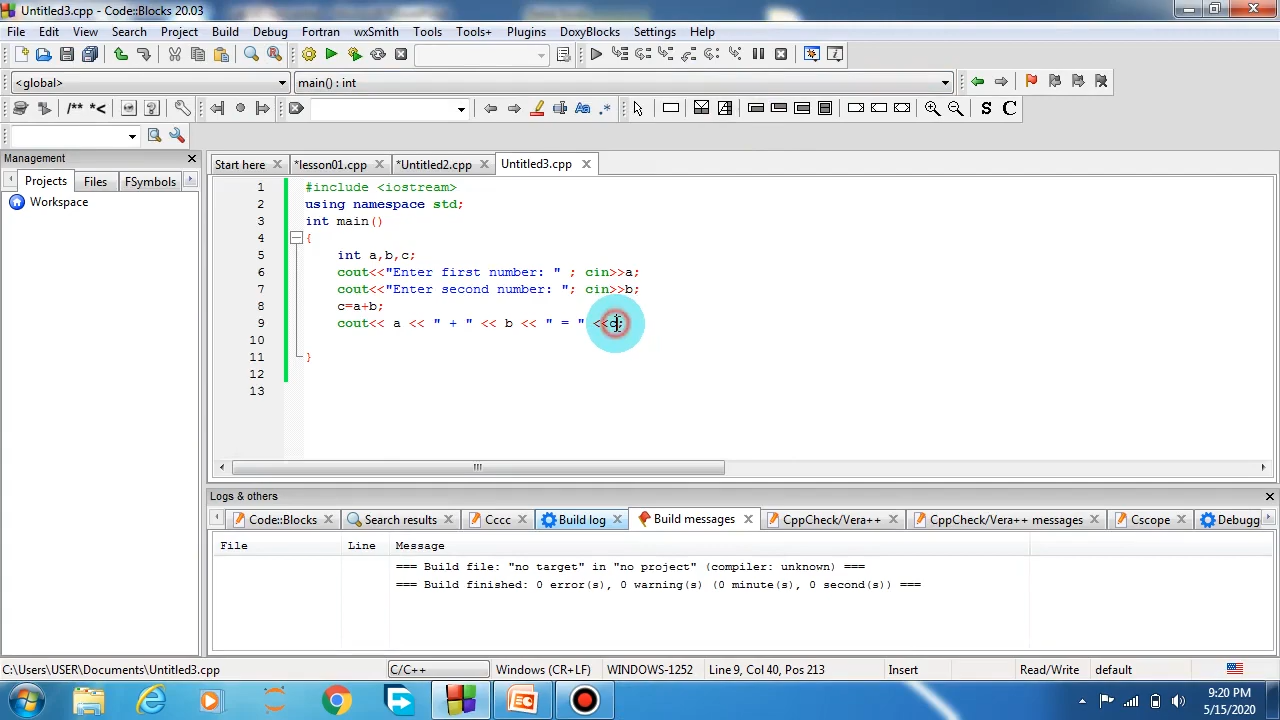 Untitled3.cpp - Code::Blocks 20.03
File Edit View Search Project Build Debug Fortran wxSmith Tools Tools+ Plugins DoxyBlocks Settings Help
<global> main() : int
/** *<
Aa .* S C
Management
Start here *lesson01.cpp *Untitled2.cpp Untitled3.cpp
Projects Files FSymbols
Workspace
1 #include <iostream>
2 using namespace std;
3 int main()
4 {
5 int a,b,c;
6 cout<<"Enter first number: " ; cin>>a;
7 cout<<"Enter second number: "; cin>>b;
8 c=a+b;
9 cout<< a << " + " << b << " = " <<c;
10
11 }
12
13
Logs & others
Code::Blocks Search results Cccc Build log Build messages CppCheck/Vera++ CppCheck/Vera++ messages Cscope Debugg
File Line Message
=== Build file: "no target" in "no project" (compiler: unknown) ===
=== Build finished: 0 error(s), 0 warning(s) (0 minute(s), 0 second(s)) ===
C:\Users\USER\Documents\Untitled3.cpp C/C++ Windows (CR+LF) WINDOWS-1252 Line 9, Col 40, Pos 213 Insert Read/Write default
9:20 PM
5/15/2020